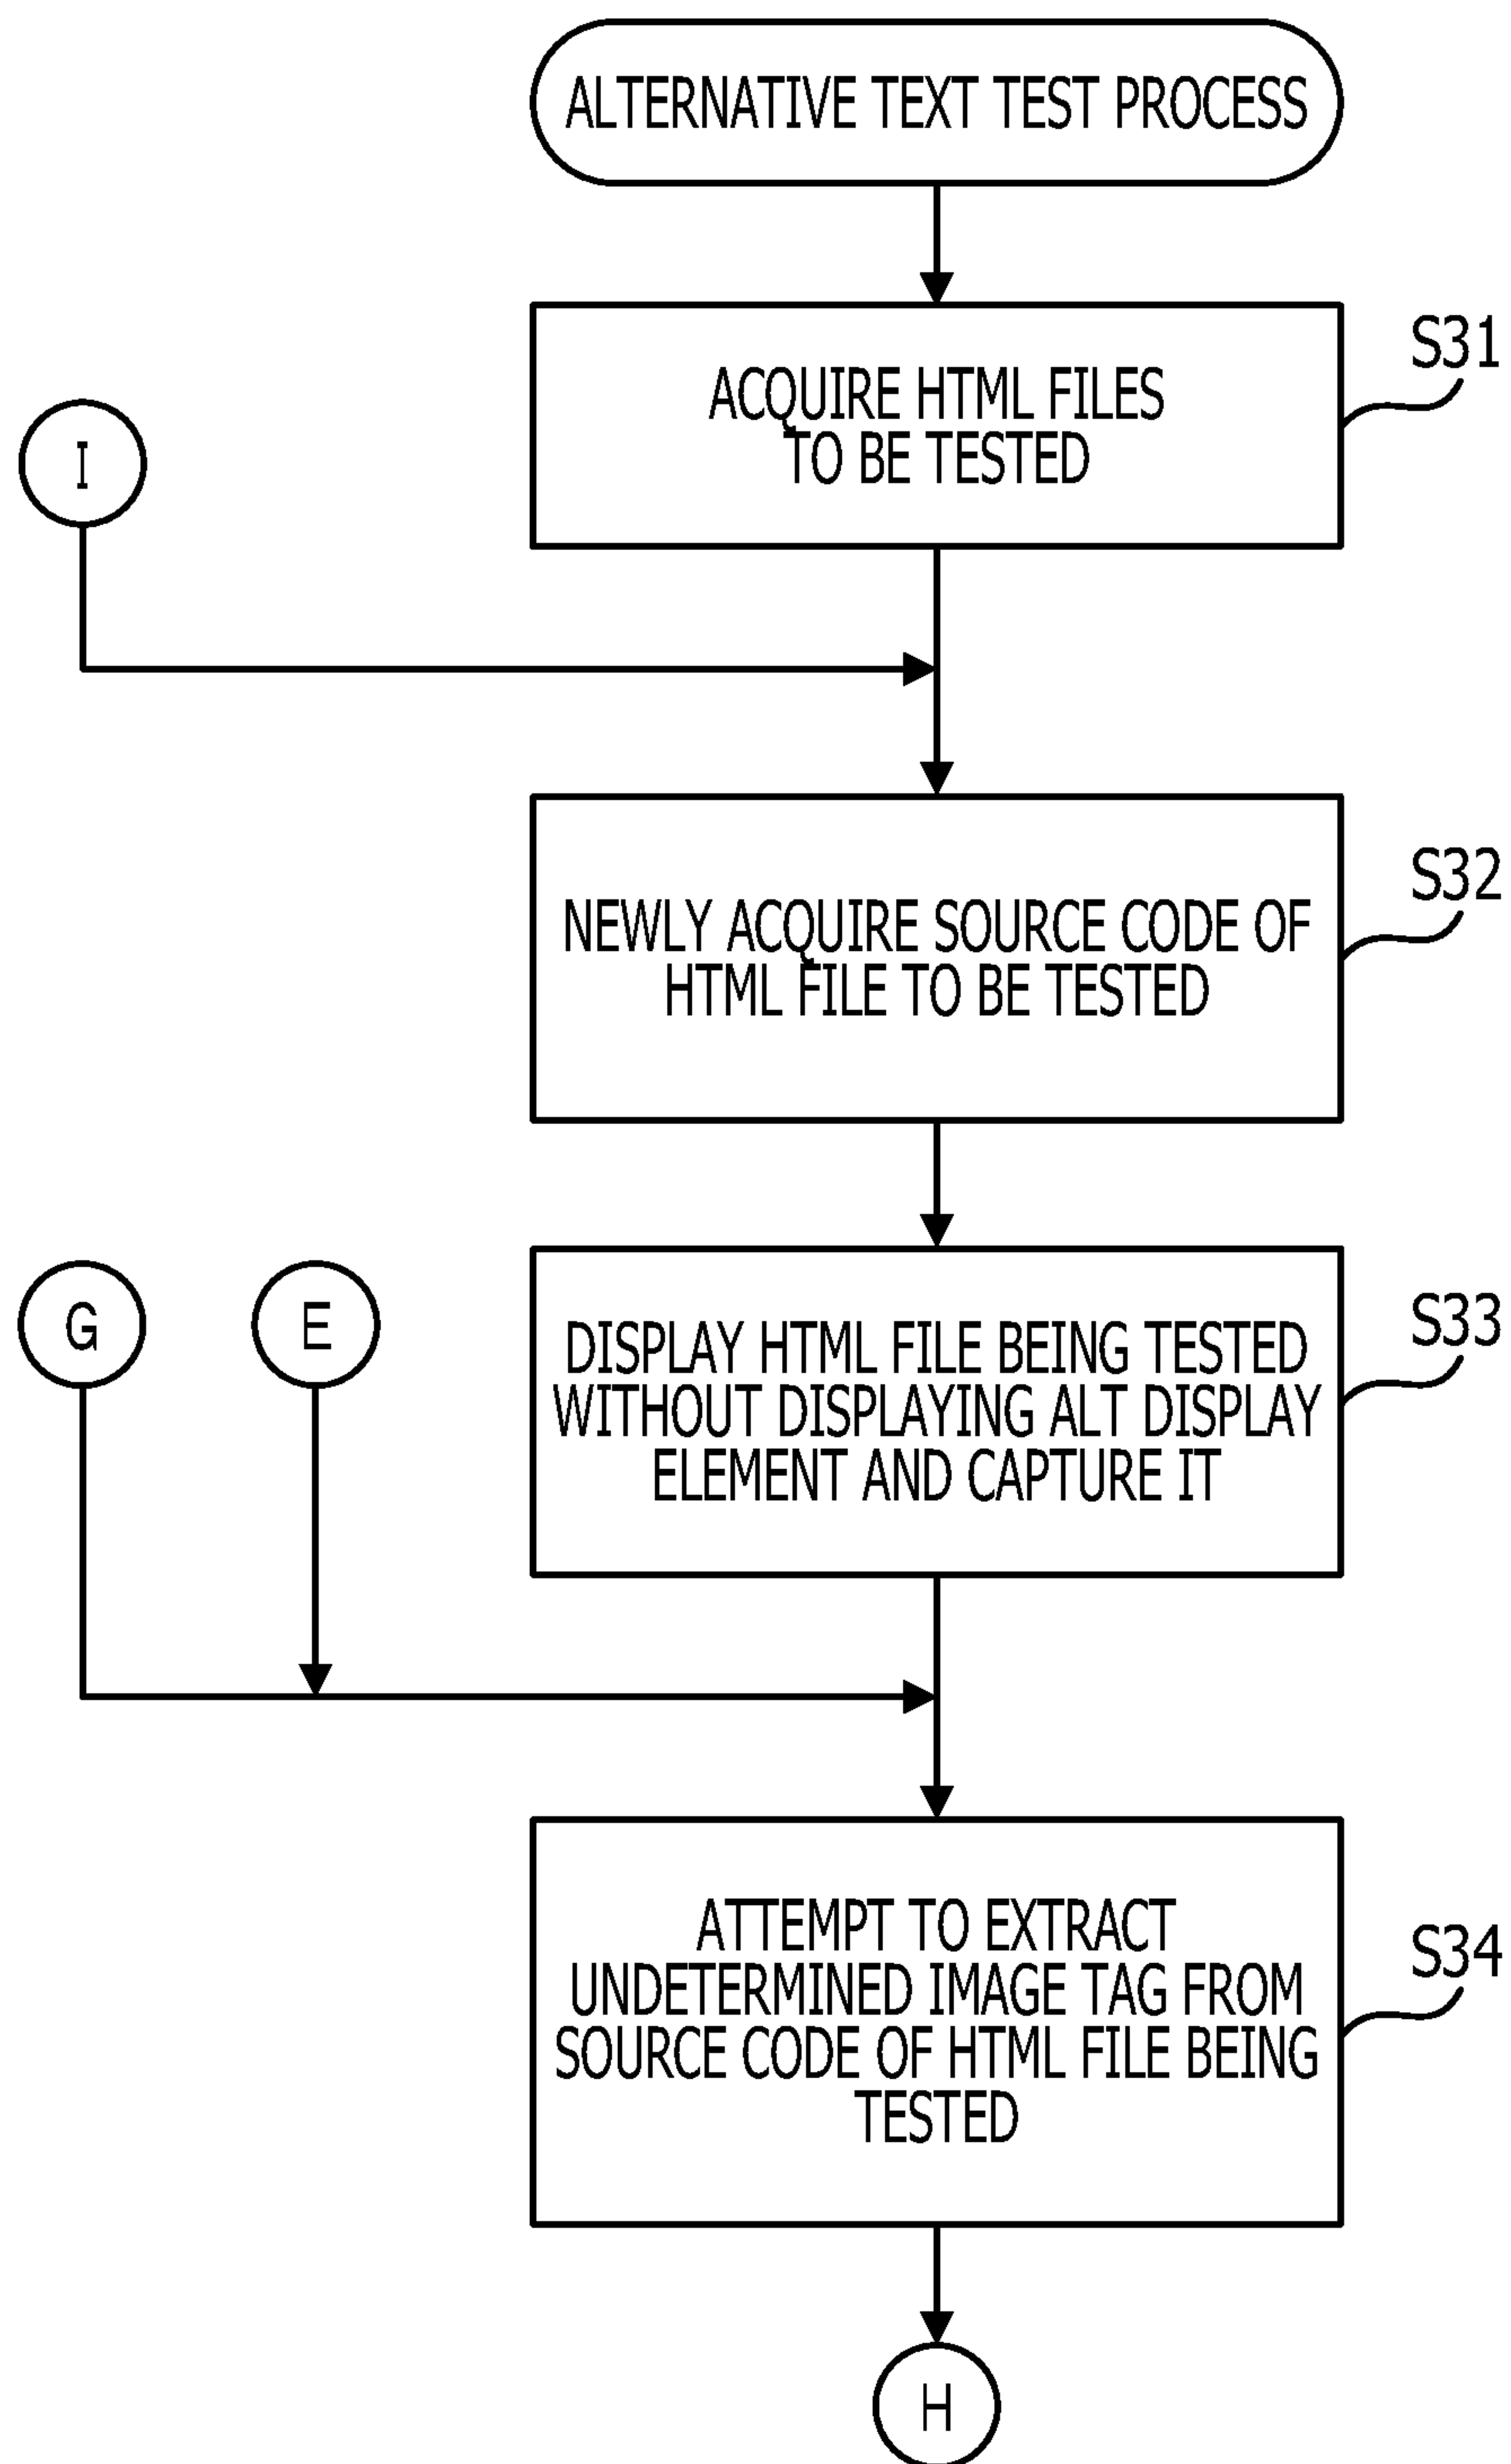 ALTERNATIVE TEXT TEST PROCESS
S31
ACQUIRE HTML FILES
TO BE TESTED
I
S32
NEWLY ACQUIRE SOURCE CODE OF
HTML FILE TO BE TESTED
G
E
S33
DISPLAY HTML FILE BEING TESTED
WITHOUT DISPLAYING ALT DISPLAY
ELEMENT AND CAPTURE IT
S34
ATTEMPT TO EXTRACT
UNDETERMINED IMAGE TAG FROM
SOURCE CODE OF HTML FILE BEING
TESTED
H